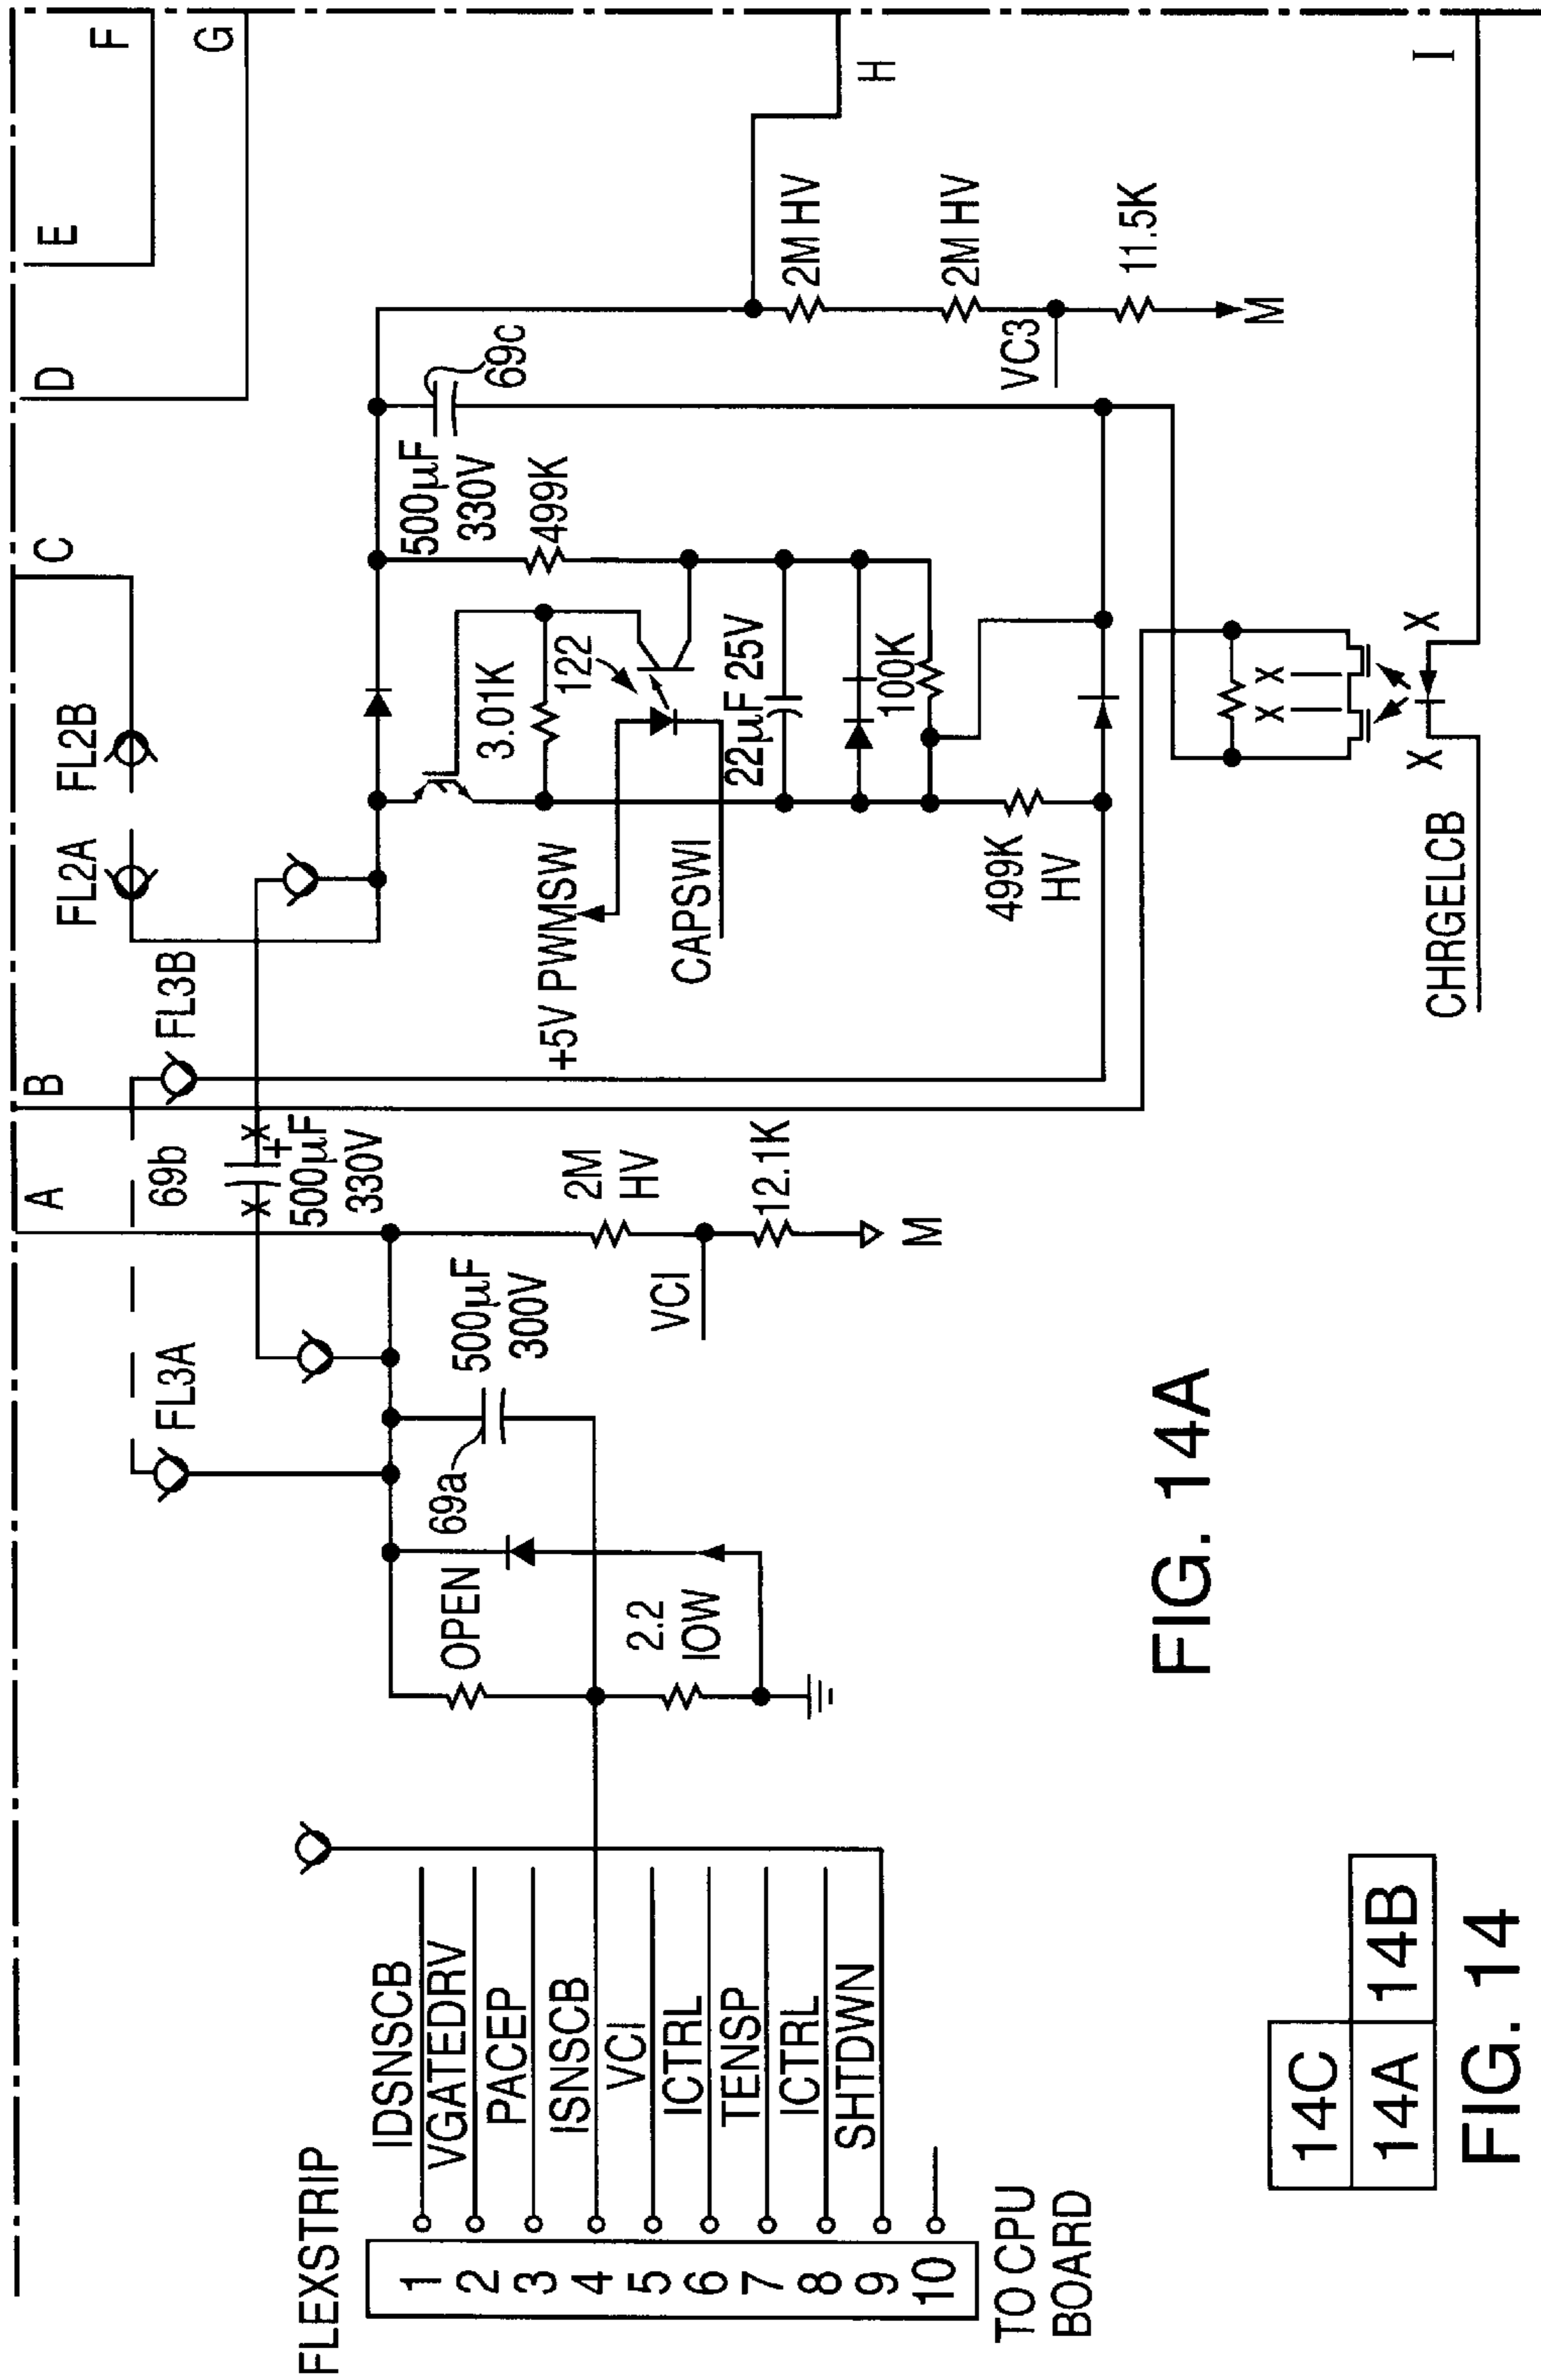 FLEXSTRIP
1 IDSNSCB
2 VGATEDRV
3 PACEP
4 ISNSCB
5 VCI
6 ICTRL
7 TENSP
8 ICTRL
9 SHTDWN
10
TO CPU
BOARD
OPEN
2.2
IOW
69a
500µF
300V
FL3A
FL3B
A
B
C
D
E
F
G
H
I
69b
X X
+
500µF
330V
2M
HV
VCI
12.1K
M
FL2A
FL2B
+5V PWMSW
CAPSWI
3.01K
122
22µF 25V
100K
499K
HV
499K
500µF
330V
69c
2M HV
2M HV
VC3
11.5K
M
X X
X X
CHRGELCB
FIG. 14A
14C
14A 14B
FIG. 14